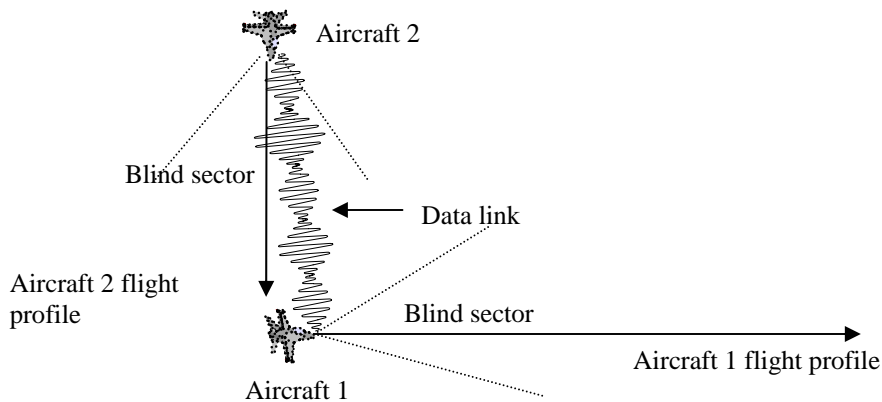 Aircraft 2
Blind sector
Data link
Aircraft 2 flight
profile
Blind sector
Aircraft 1 flight profile
Aircraft 1